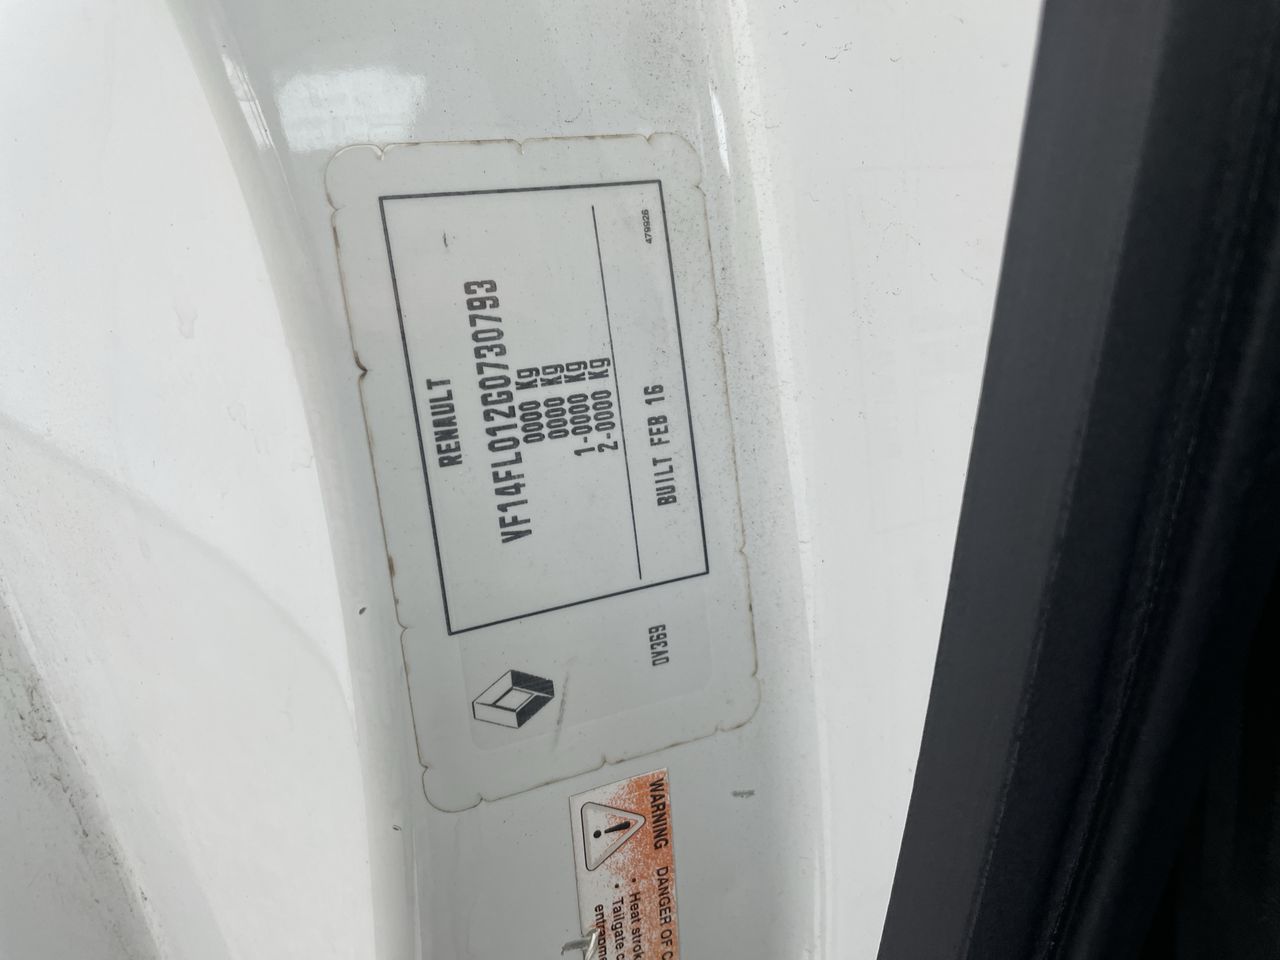 RENAULT
VF14FL012G0730793
0000 Kg
0000 Kg
1-0000 Kg
2-0000 Kg
BUILT FEB 16
479926
DV369
WARNING DANGER OF
• Heat
• Tailgate